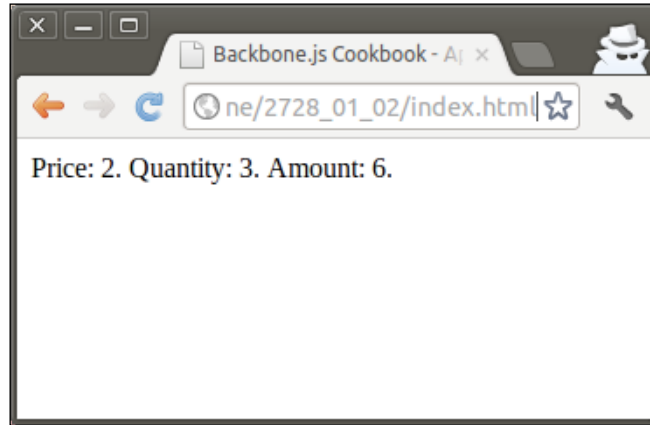 Backbone.js Cookbook - A
ne/2728_01_02/index.html
Price: 2. Quantity: 3. Amount: 6.